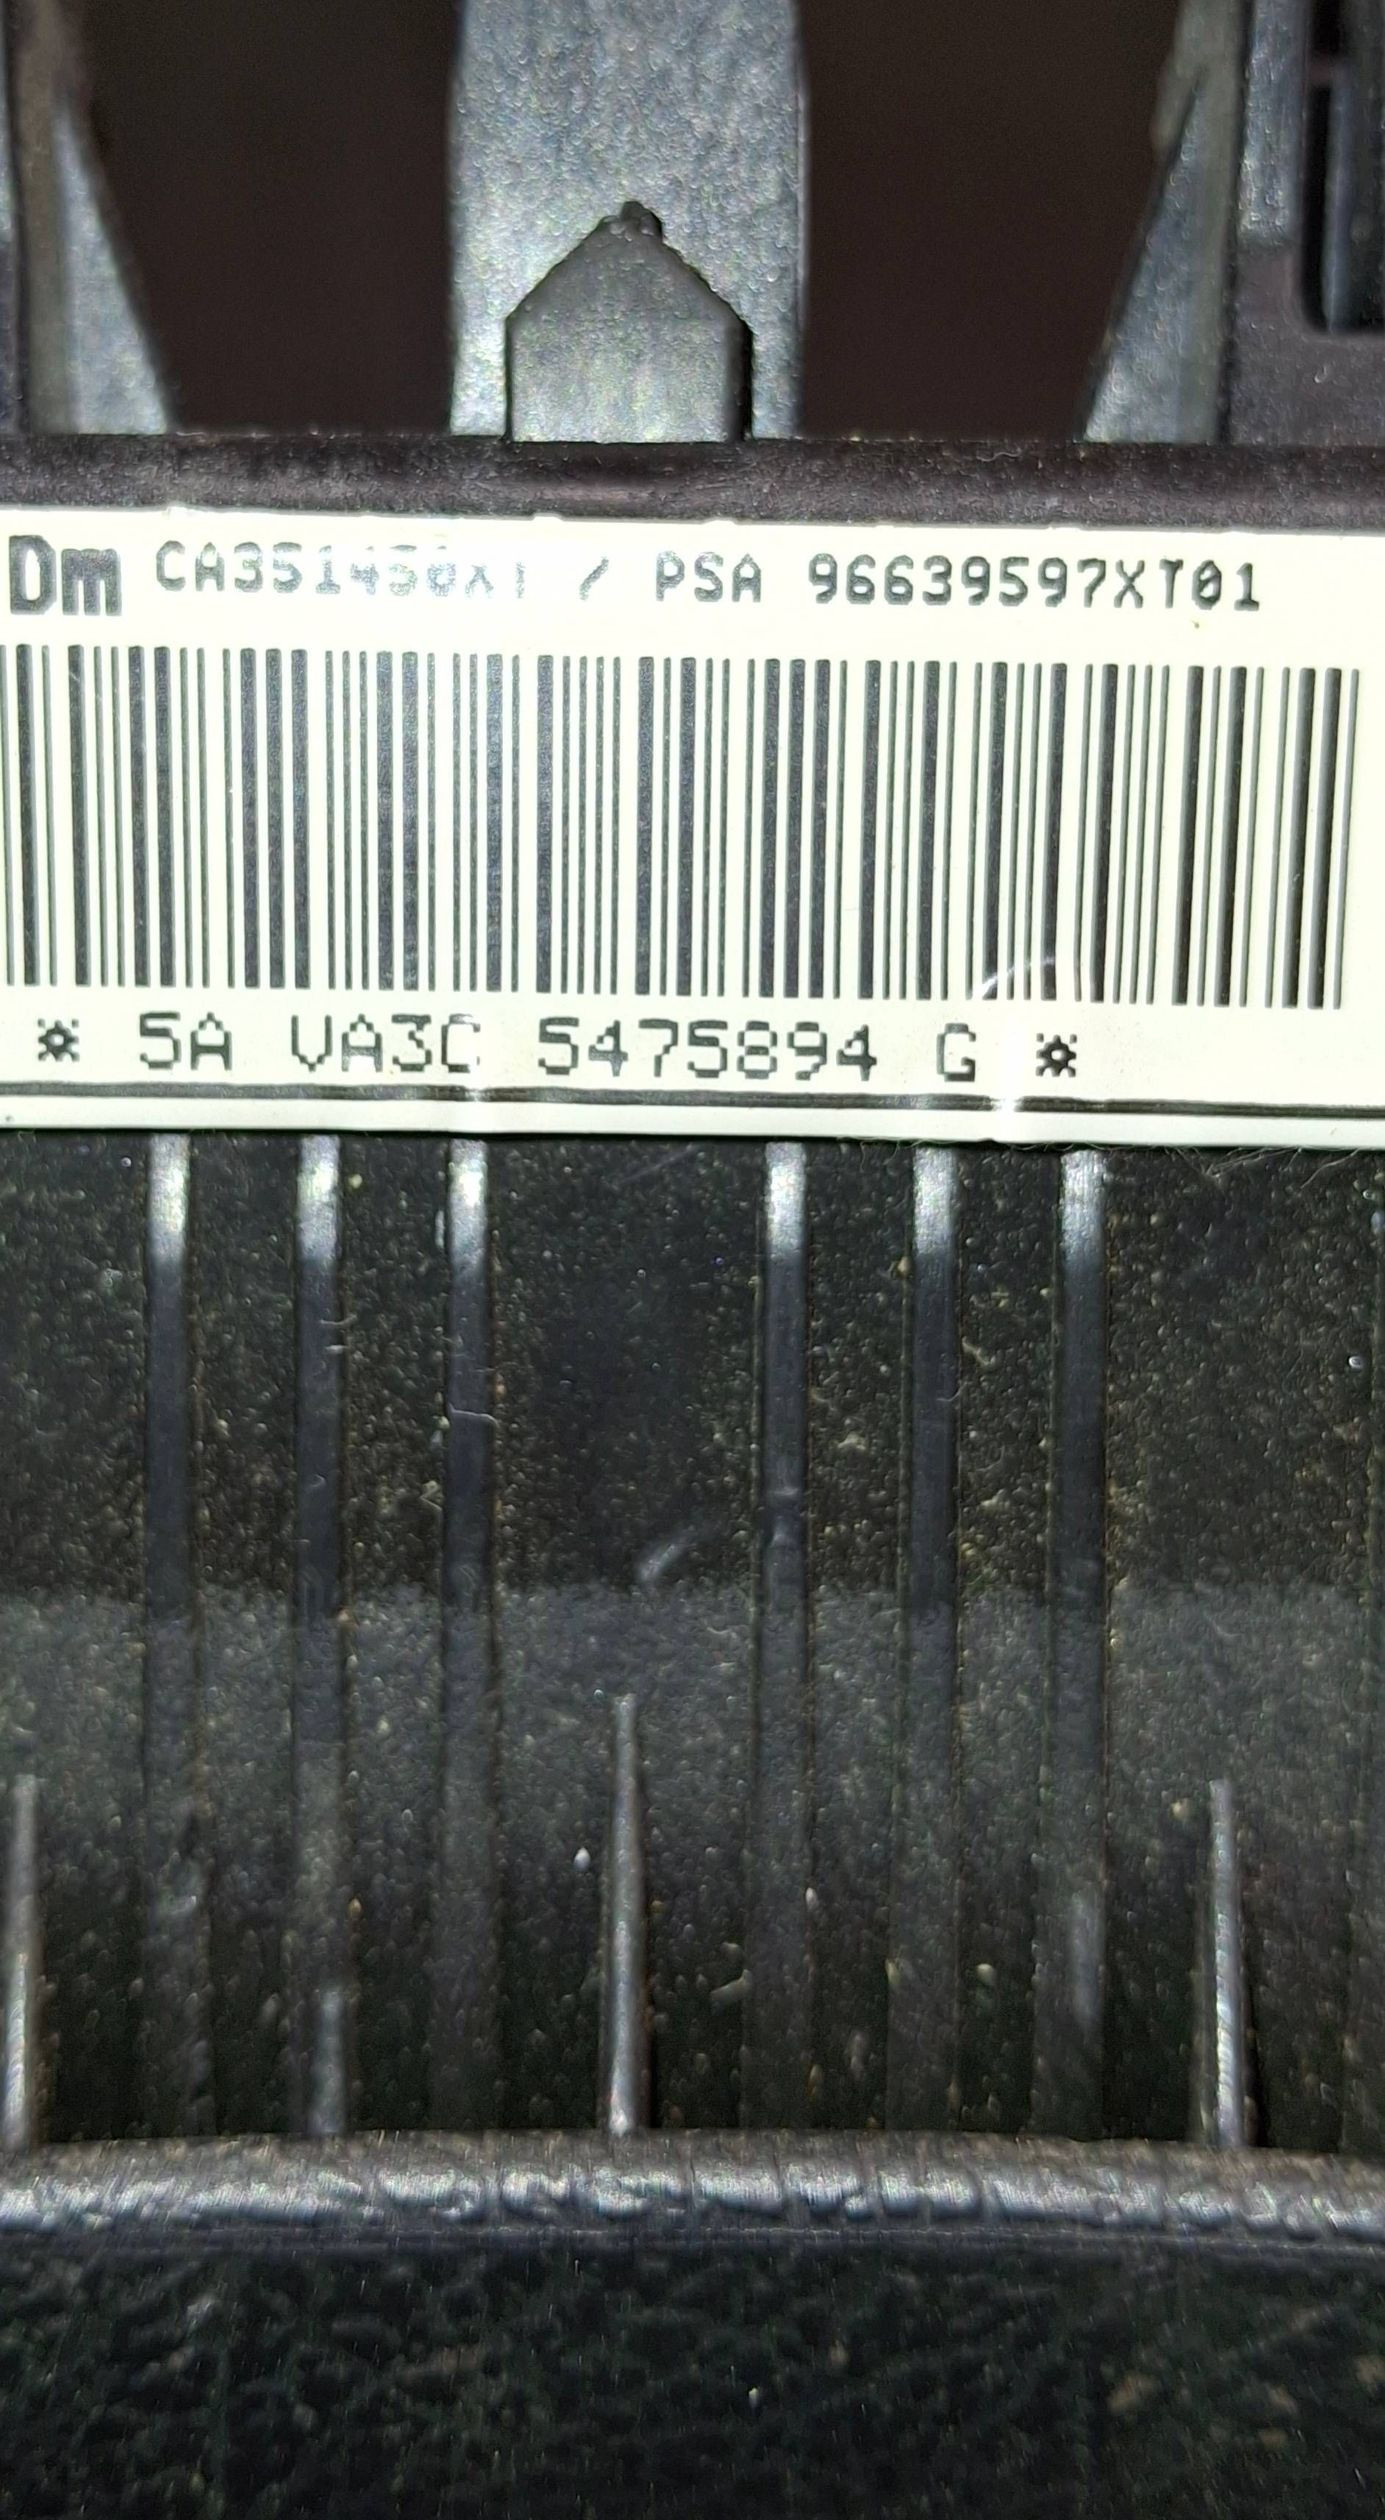 Dm CA351450XT / PSA 96639597XT01
* 5A VA3C 5475894 G *